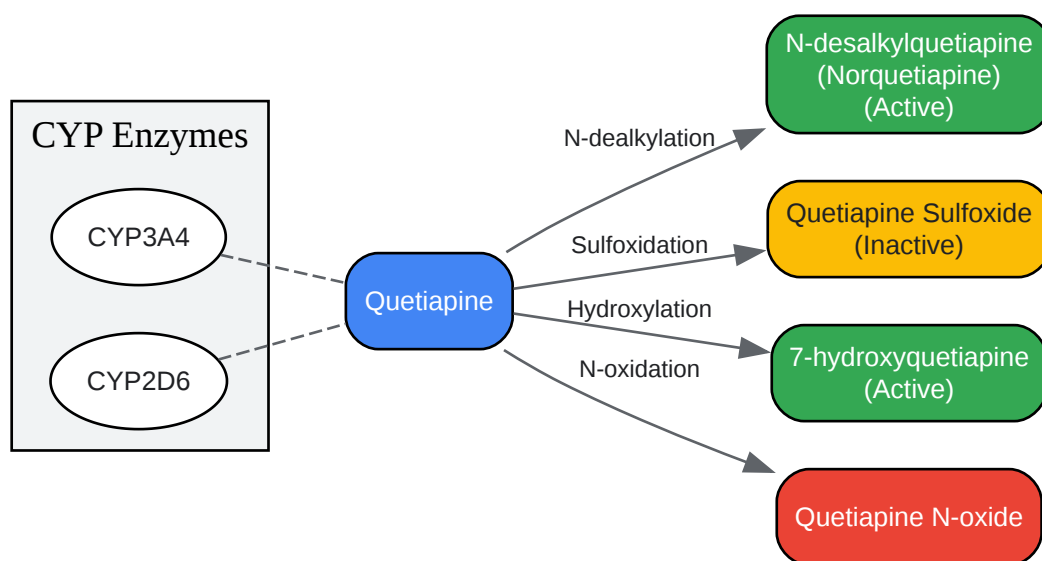 CYP Enzymes
CYP3A4
CYP2D6
Quetiapine
N-dealkylation
Sulfoxidation
Hydroxylation
N-oxidation
N-desalkylquetiapine
(Norquetiapine)
(Active)
Quetiapine Sulfoxide
(Inactive)
7-hydroxyquetiapine
(Active)
Quetiapine N-oxide